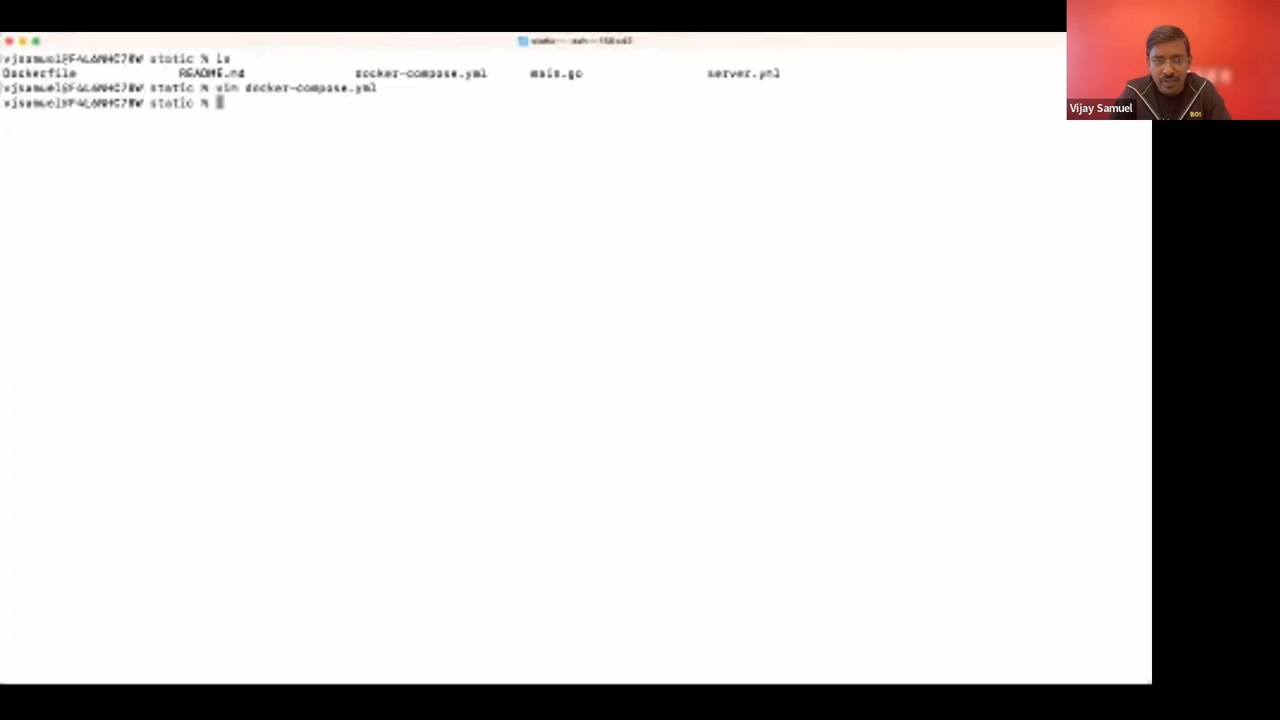 static % ls
Dockerfile README.md docker-compose.yml main.go server.yml
static % vim docker-compose.yml
static %
Vijay Samuel